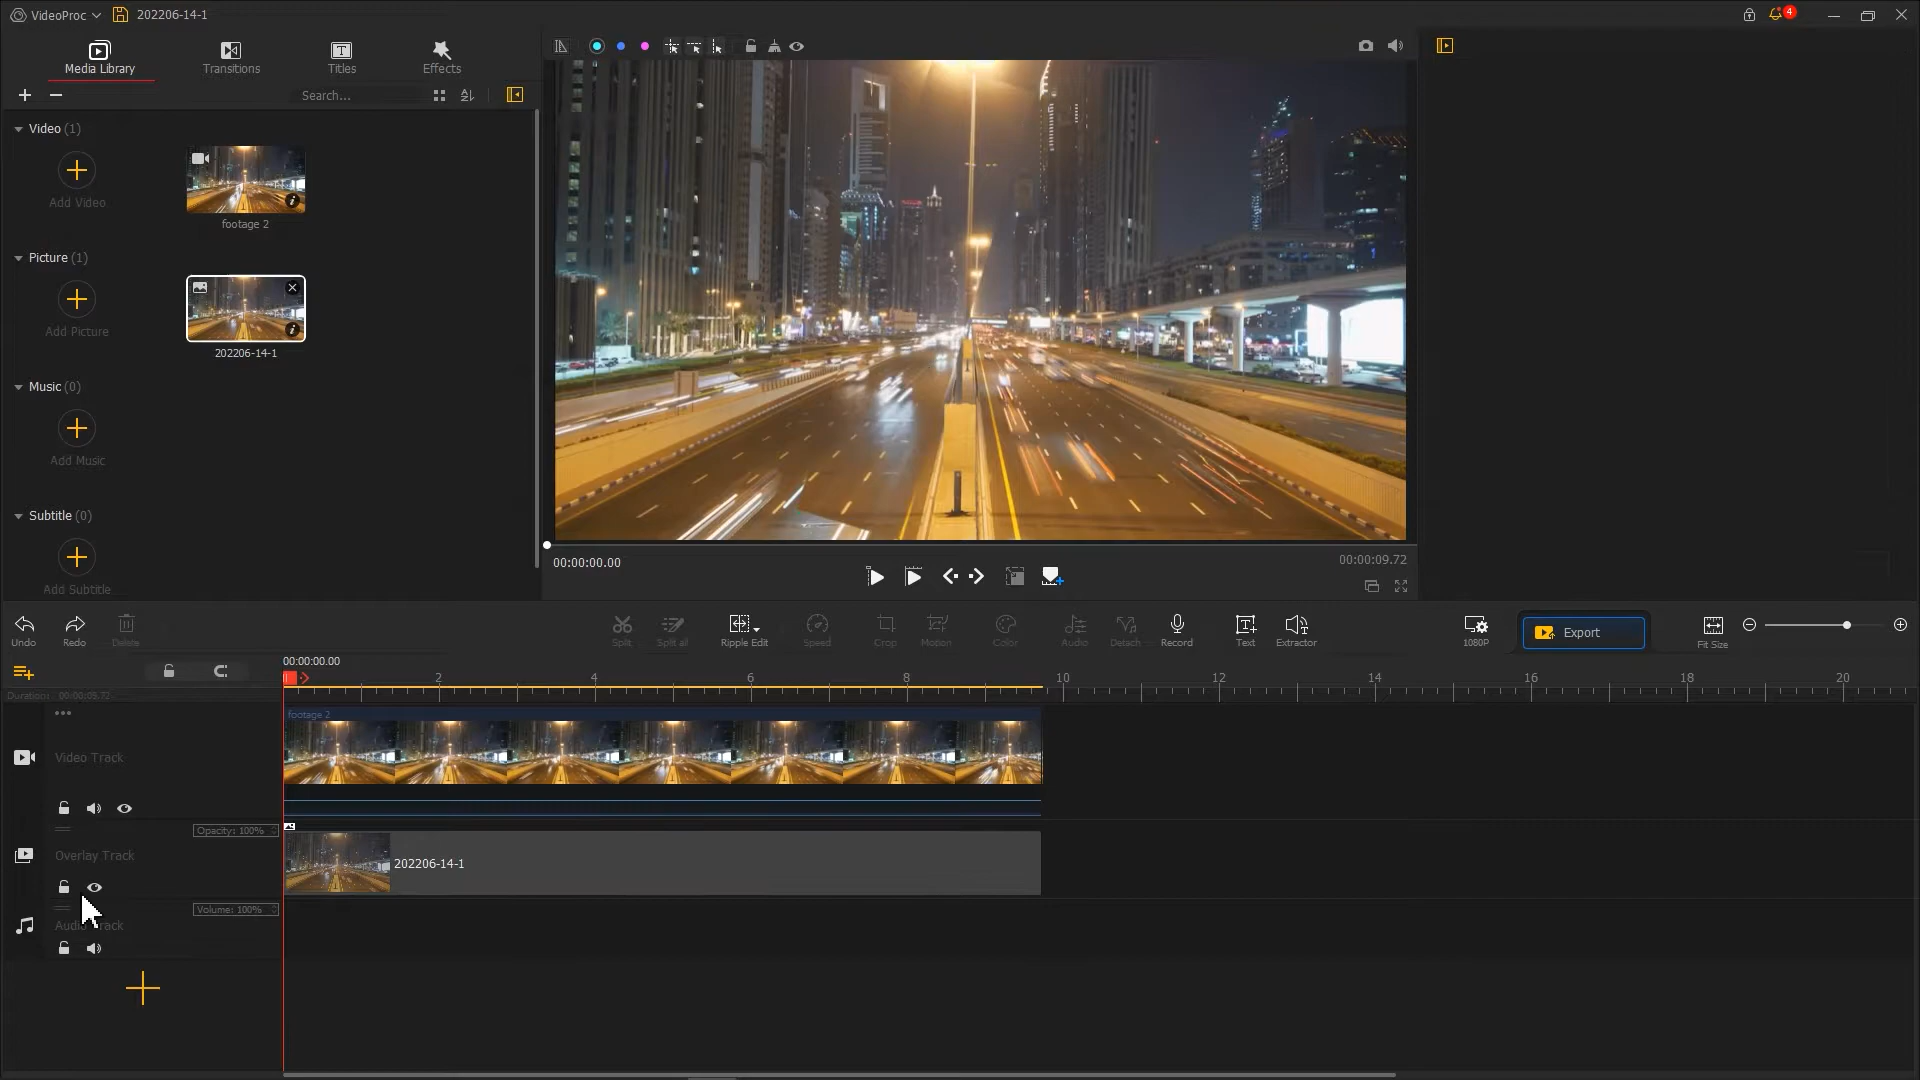 VideoProc
202206-14-1
4
Media Library
Transitions
Titles
Effects
Search...
Video (1)
Add Video
footage 2
Picture (1)
Add Picture
202206-14-1
Music (0)
Add Music
Subtitle (0)
Add Subtitle
00:00:00.00
00:00:09.72
Undo
Redo
Delete
Split
Split all
Ripple Edit
Speed
Crop
Motion
Color
Audio
Detach
Record
Text
Extractor
1080P
Export
Fit Size
00:00:00.00
2 4 6 8 10 12 14 16 18 20
Duration: 00:00:09.72
footage 2
Video Track
Opacity: 100%
Overlay Track
202206-14-1
Volume: 100%